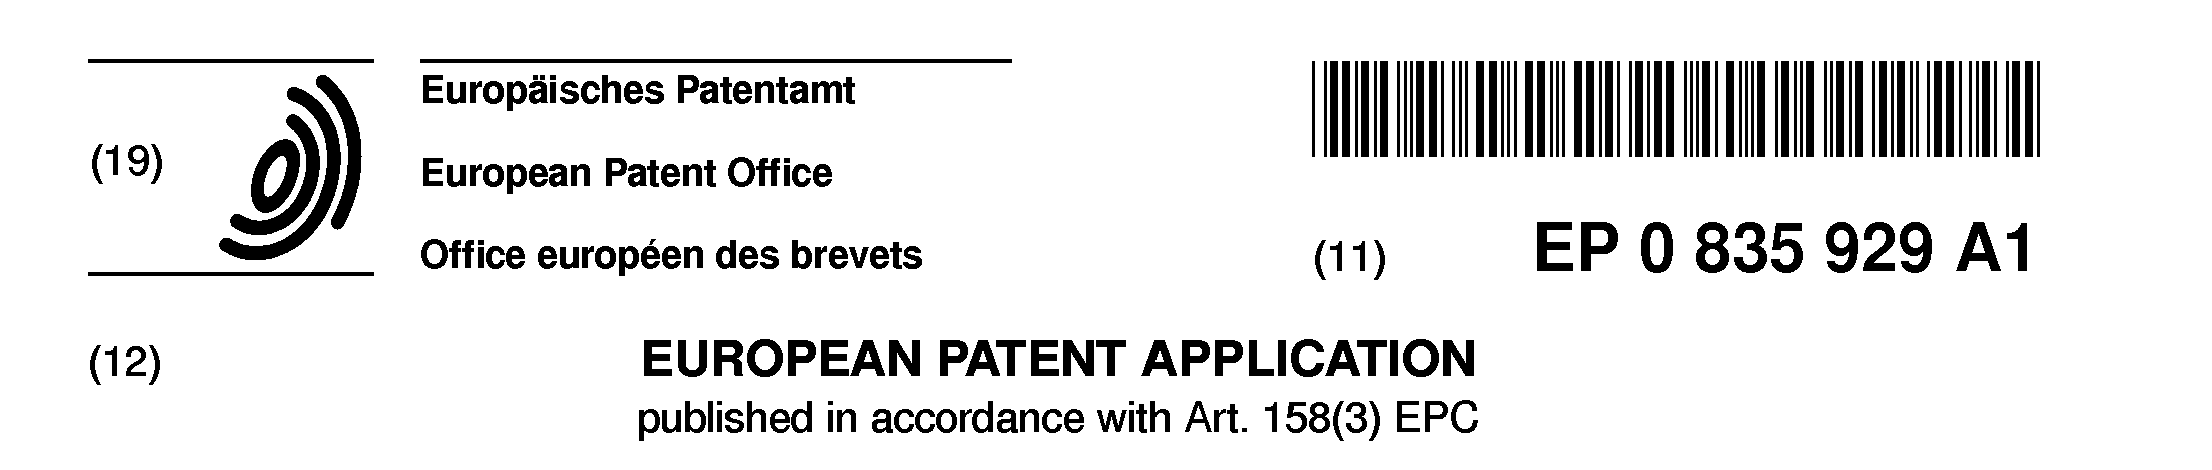 (19)
Europäisches Patentamt
European Patent Office
Office européen des brevets
(11)
EP 0 835 929 A1
(12)
EUROPEAN PATENT APPLICATION
published in accordance with Art. 158(3) EPC